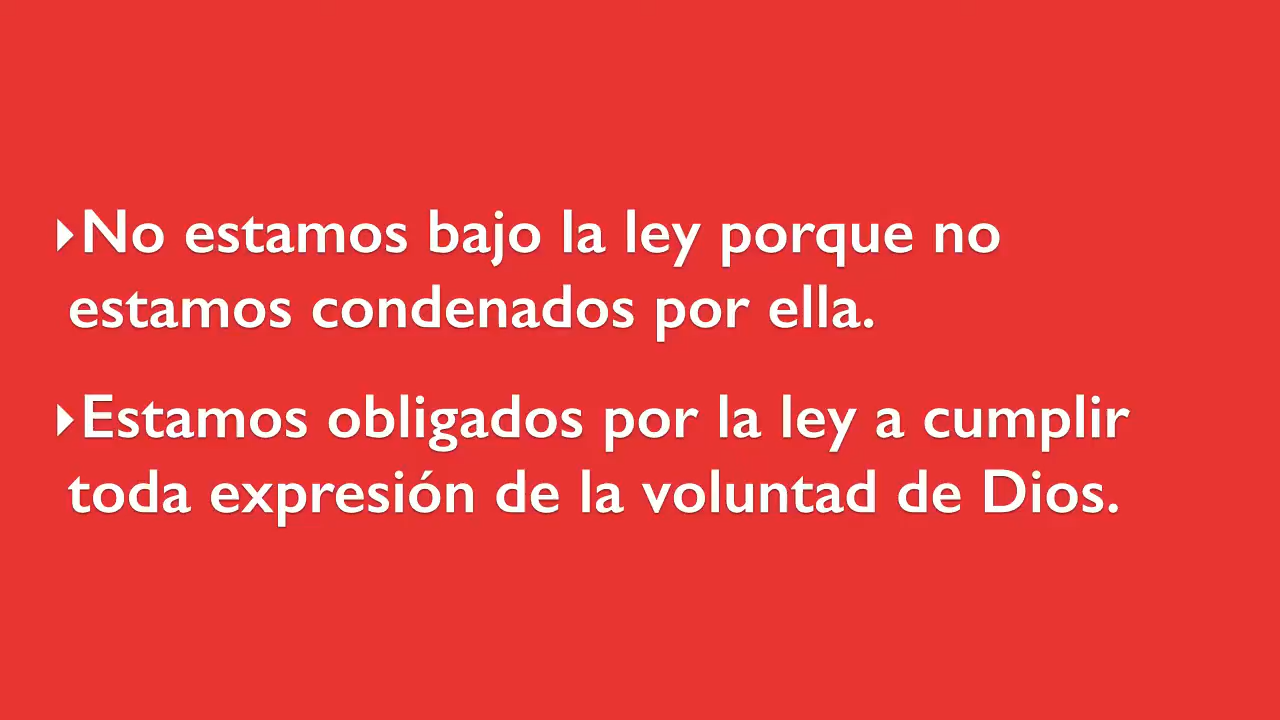 ‣No estamos bajo la ley porque no
estamos condenados por ella.
‣Estamos obligados por la ley a cumplir
toda expresión de la voluntad de Dios.